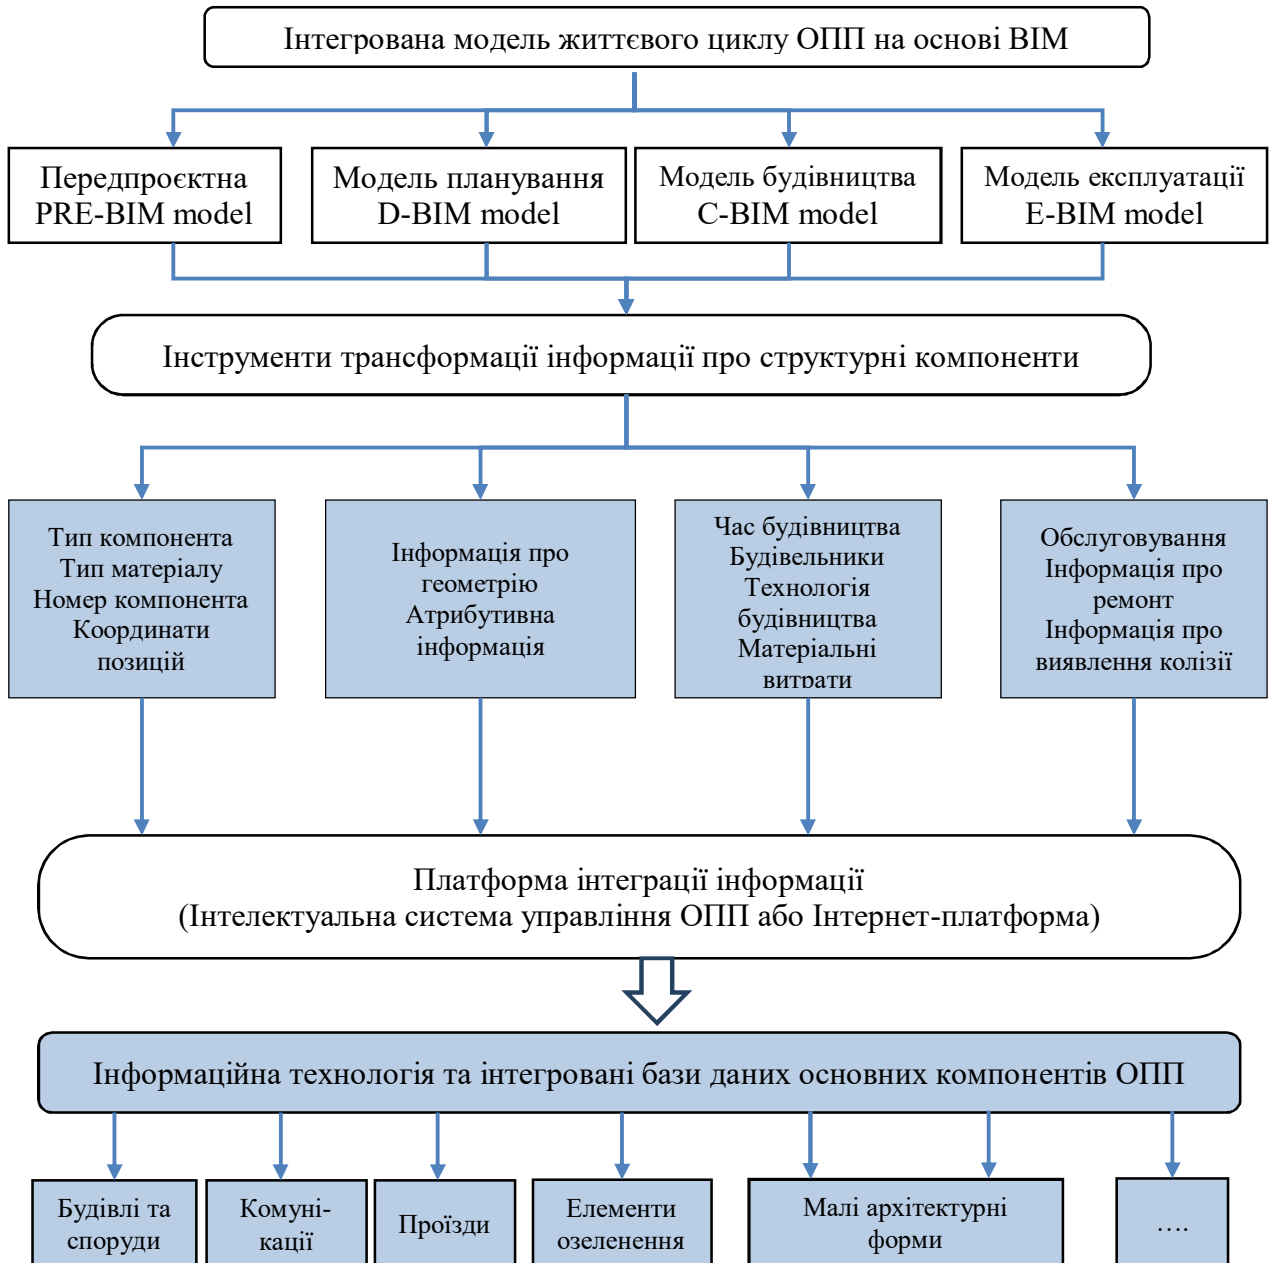 Інтегрована модель життєвого циклу ОПП на основі BIM
Передпроєктна
PRE-BIM model
Модель планування
D-BIM model
Модель будівництва
C-BIM model
Модель експлуатації
E-BIM model
Інструменти трансформації інформації про структурні компоненти
Тип компонента
Тип матеріалу
Номер компонента
Координати
позицій
Інформація про
геометрію
Атрибутивна
інформація
Час будівництва
Будівельники
Технологія
будівництва
Матеріальні
витрати
Обслуговування
Інформація про
ремонт
Інформація про
виявлення колізії
Платформа інтеграції інформації
(Інтелектуальна система управління ОПП або Інтернет-платформа)
Інформаційна технологія та інтегровані бази даних основних компонентів ОПП
Будівлі та
споруди
Комуні-
кації
Проїзди
Елементи
озеленення
Малі архітектурні
форми
….